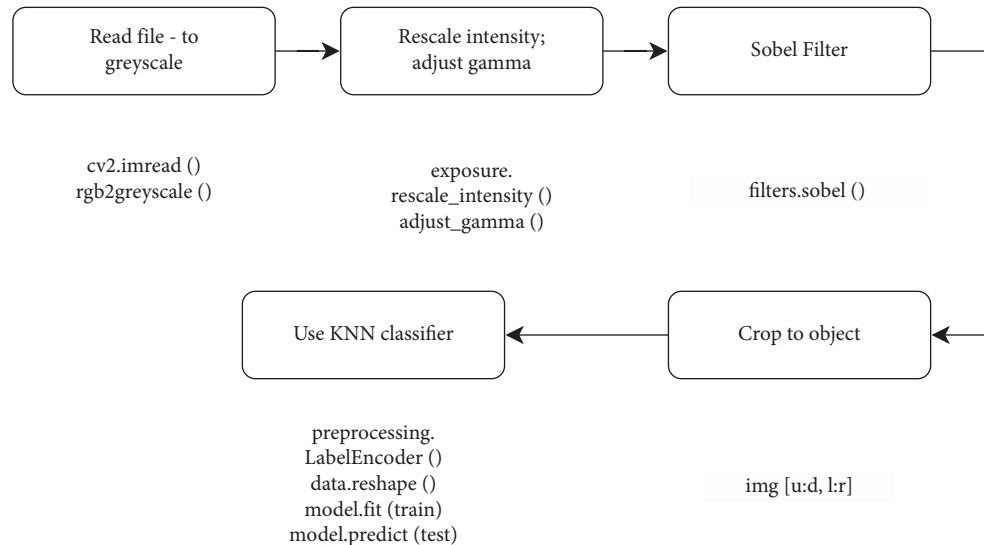 Read file - to
greyscale
Rescale intensity;
adjust gamma
Sobel Filter
cv2.imread ()
rgb2greyscale ()
exposure.
rescale_intensity ()
adjust_gamma ()
filters.sobel ()
Use KNN classifier
Crop to object
preprocessing.
LabelEncoder ()
data.reshape ()
model.fit (train)
model.predict (test)
img [u:d, l:r]